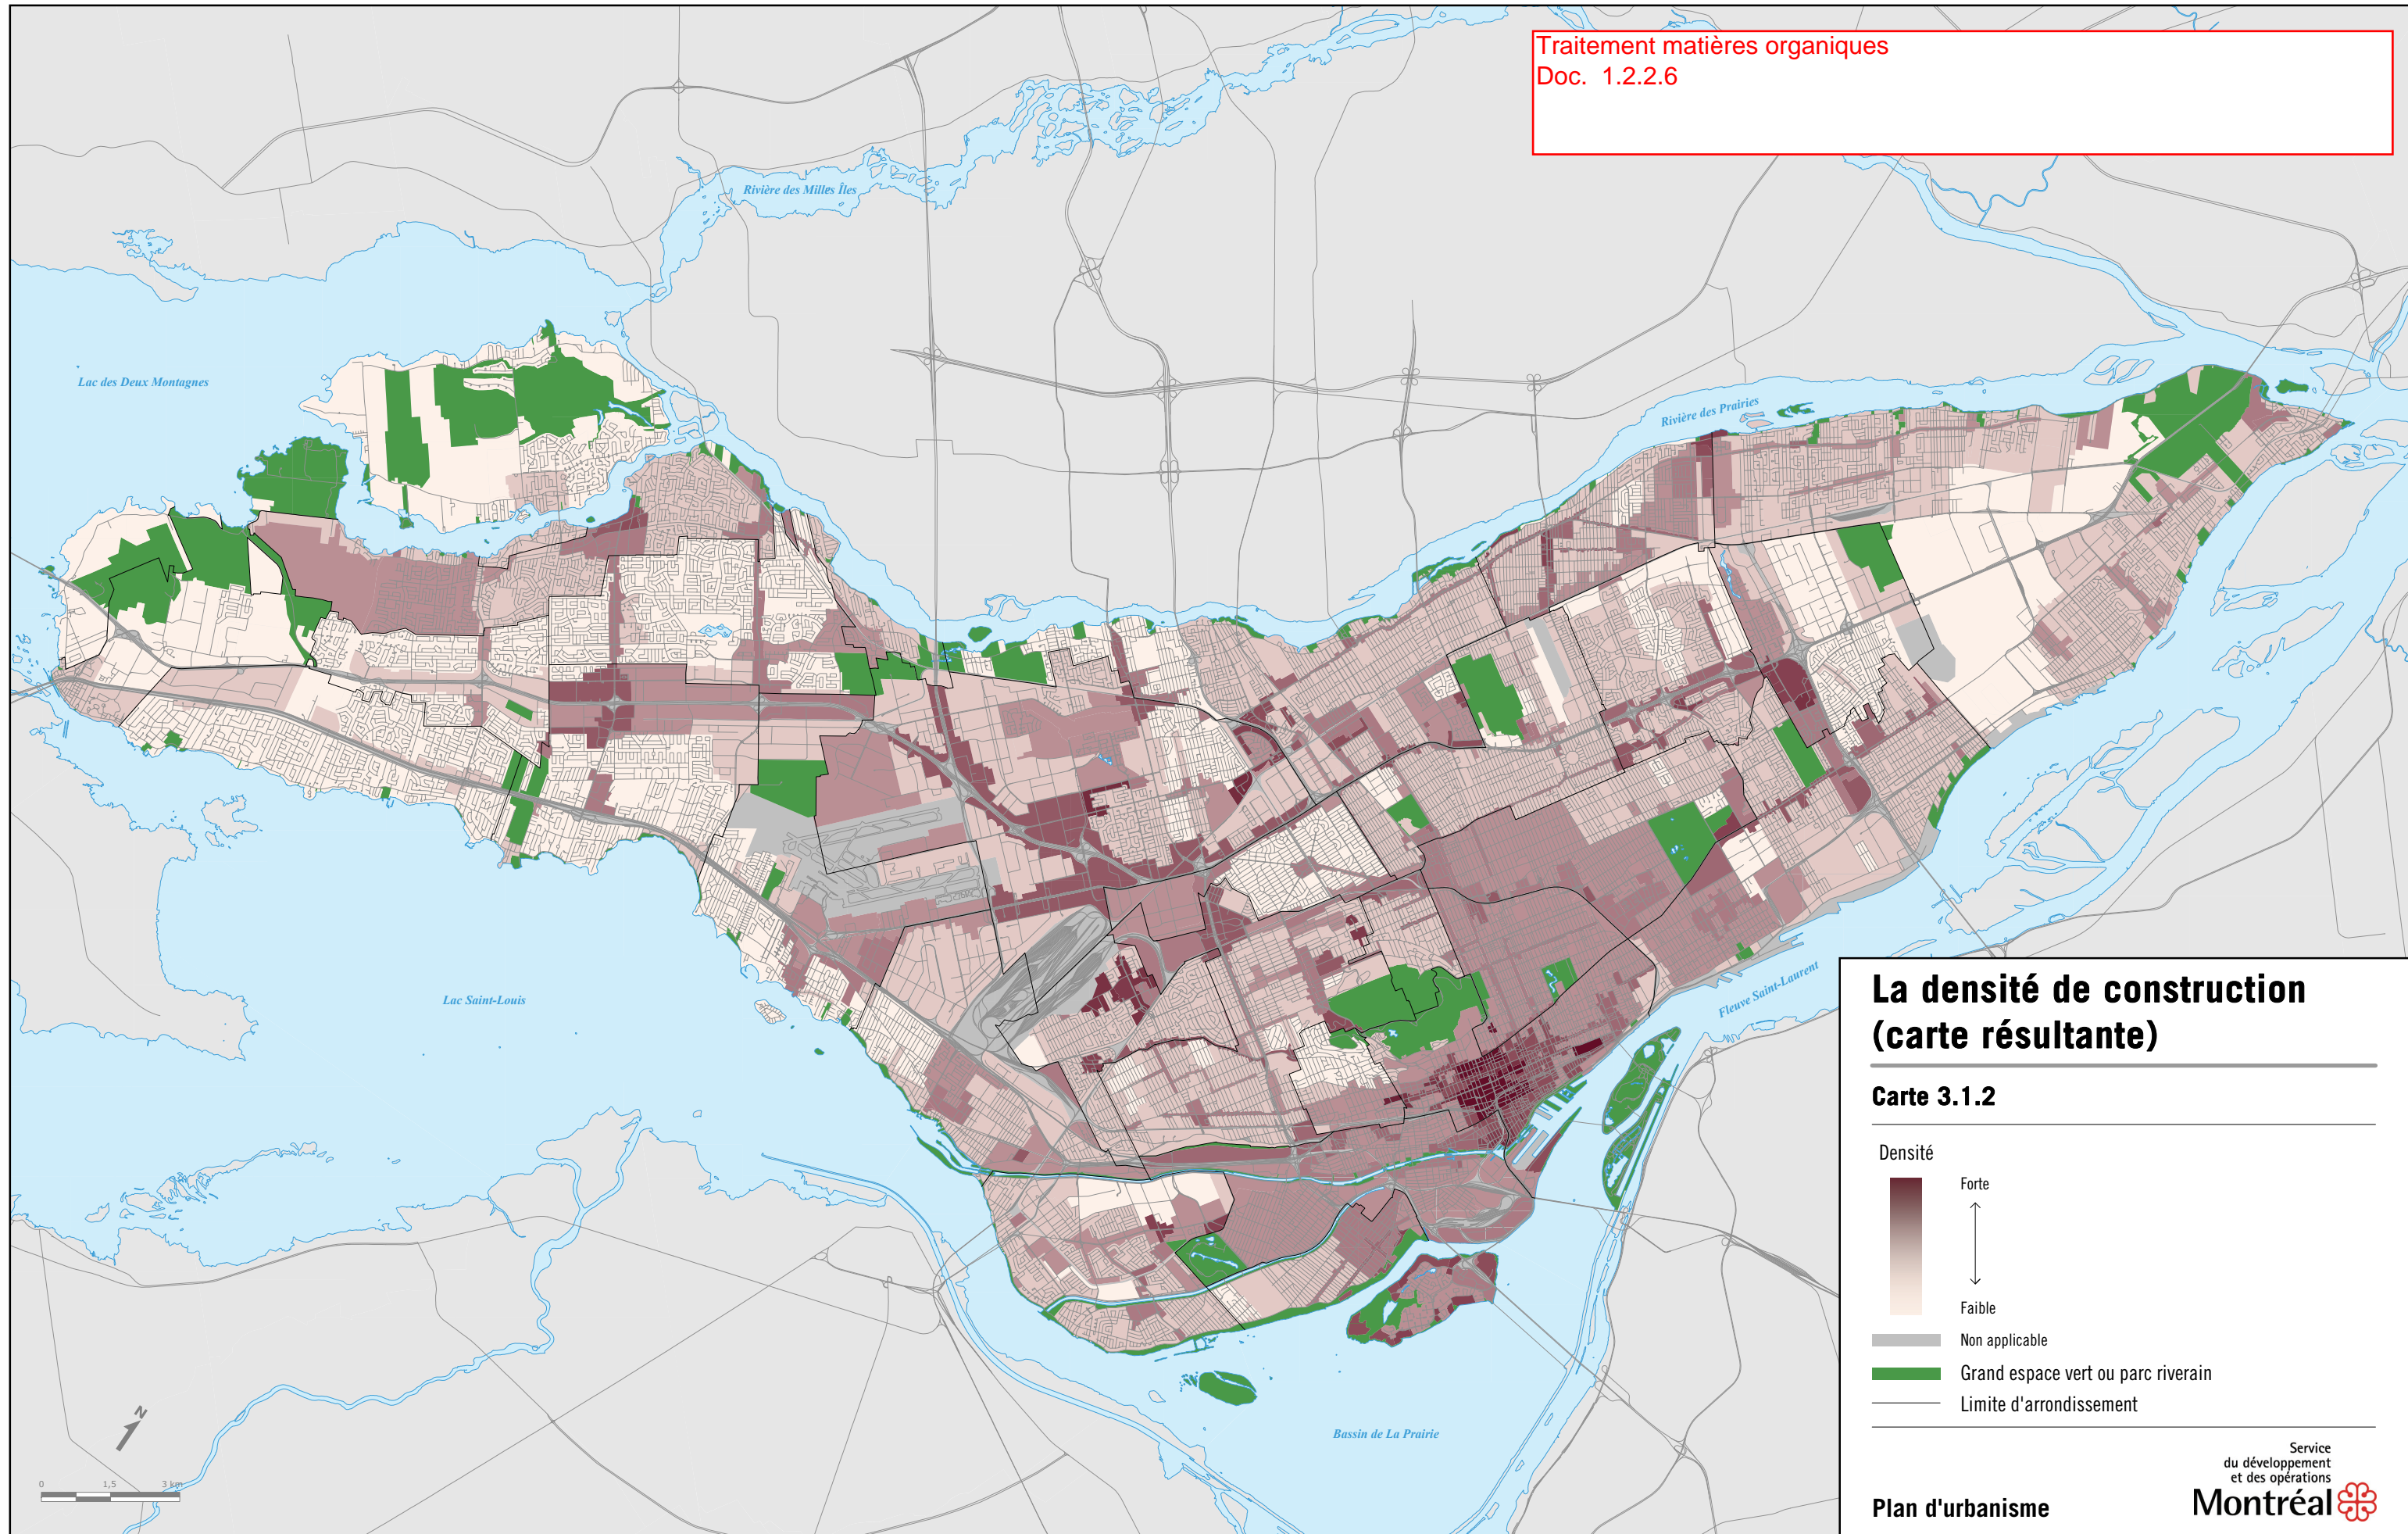 Traitement matières organiques
Doc. 1.2.2.6
Rivière des Milles Îles
Lac des Deux Montagnes
Rivière des Prairies
Lac Saint-Louis
Fleuve Saint-Laurent
Bassin de La Prairie
N
0 1,5 3 km
La densité de construction
(carte résultante)
Carte 3.1.2
Densité
Forte
Faible
Non applicable
Grand espace vert ou parc riverain
Limite d'arrondissement
Service
du développement
et des opérations
Montréal
Plan d'urbanisme